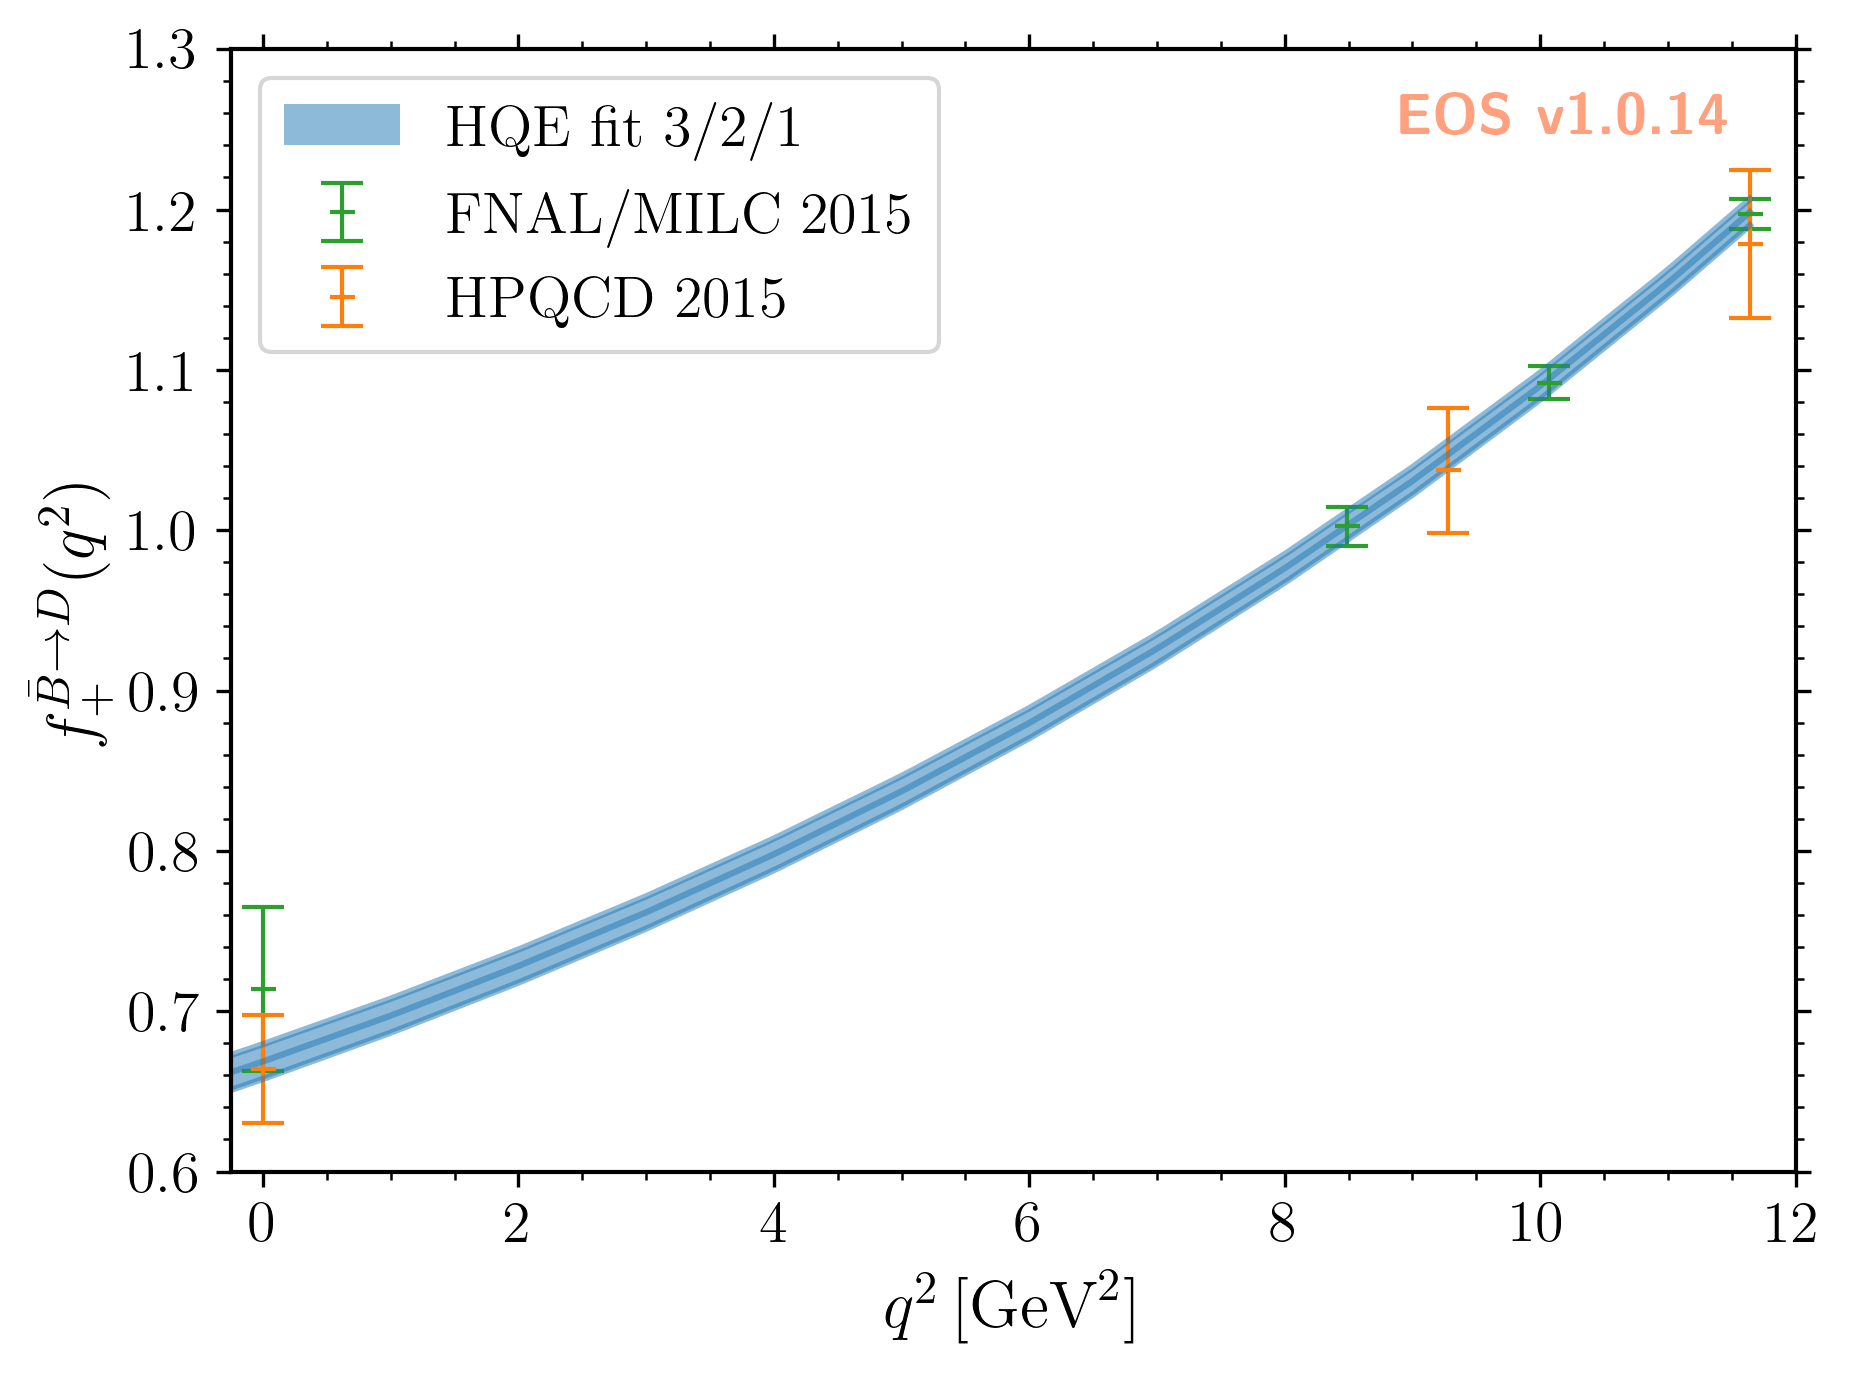 1.3
1.2
1.1
1.0
0.9
0.8
0.7
0.6
HQE fit 3/2/1
FNAL/MILC 2015
HPQCD 2015
EOS v1.0.14
f₊^{B̄→D}(q²)
0 2 4 6 8 10 12
q² [GeV²]